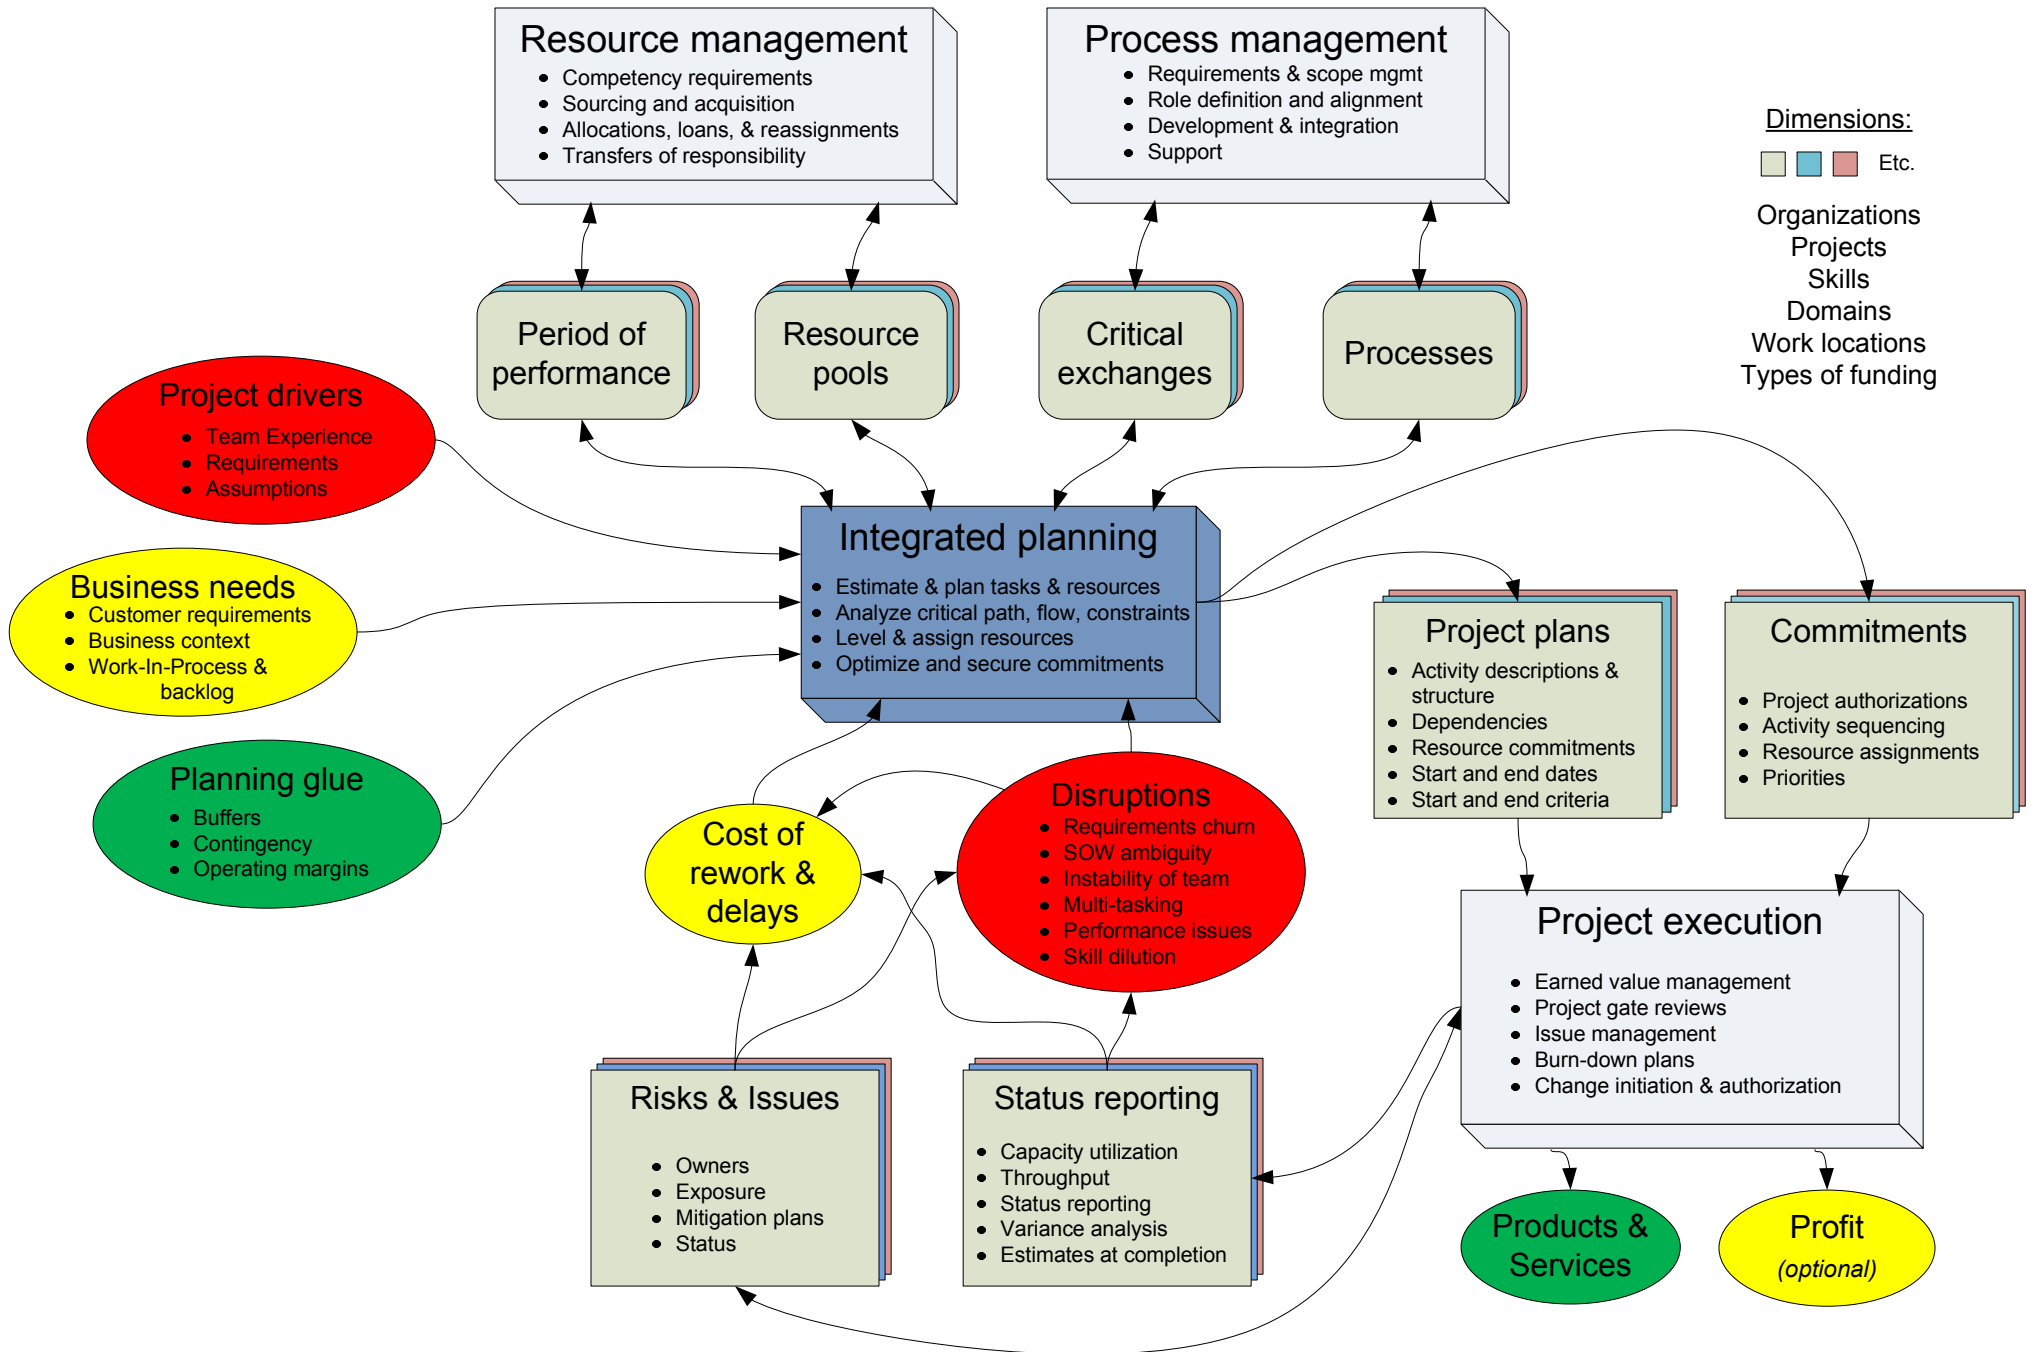 Resource management
• Competency requirements
• Sourcing and acquisition
• Allocations, loans, & reassignments
• Transfers of responsibility
Process management
• Requirements & scope mgmt
• Role definition and alignment
• Development & integration
• Support
Dimensions:
Etc.
Organizations
Projects
Skills
Domains
Work locations
Types of funding
Period of
performance
Resource
pools
Critical
exchanges
Processes
Project drivers
• Team Experience
• Requirements
• Assumptions
Business needs
• Customer requirements
• Business context
• Work-In-Process &
backlog
Planning glue
• Buffers
• Contingency
• Operating margins
Integrated planning
• Estimate & plan tasks & resources
• Analyze critical path, flow, constraints
• Level & assign resources
• Optimize and secure commitments
Project plans
• Activity descriptions &
structure
• Dependencies
• Resource commitments
• Start and end dates
• Start and end criteria
Commitments
• Project authorizations
• Activity sequencing
• Resource assignments
• Priorities
Cost of
rework &
delays
Disruptions
• Requirements churn
• SOW ambiguity
• Instability of team
• Multi-tasking
• Performance issues
• Skill dilution
Project execution
• Earned value management
• Project gate reviews
• Issue management
• Burn-down plans
• Change initiation & authorization
Risks & Issues
• Owners
• Exposure
• Mitigation plans
• Status
Status reporting
• Capacity utilization
• Throughput
• Status reporting
• Variance analysis
• Estimates at completion
Products &
Services
Profit
(optional)